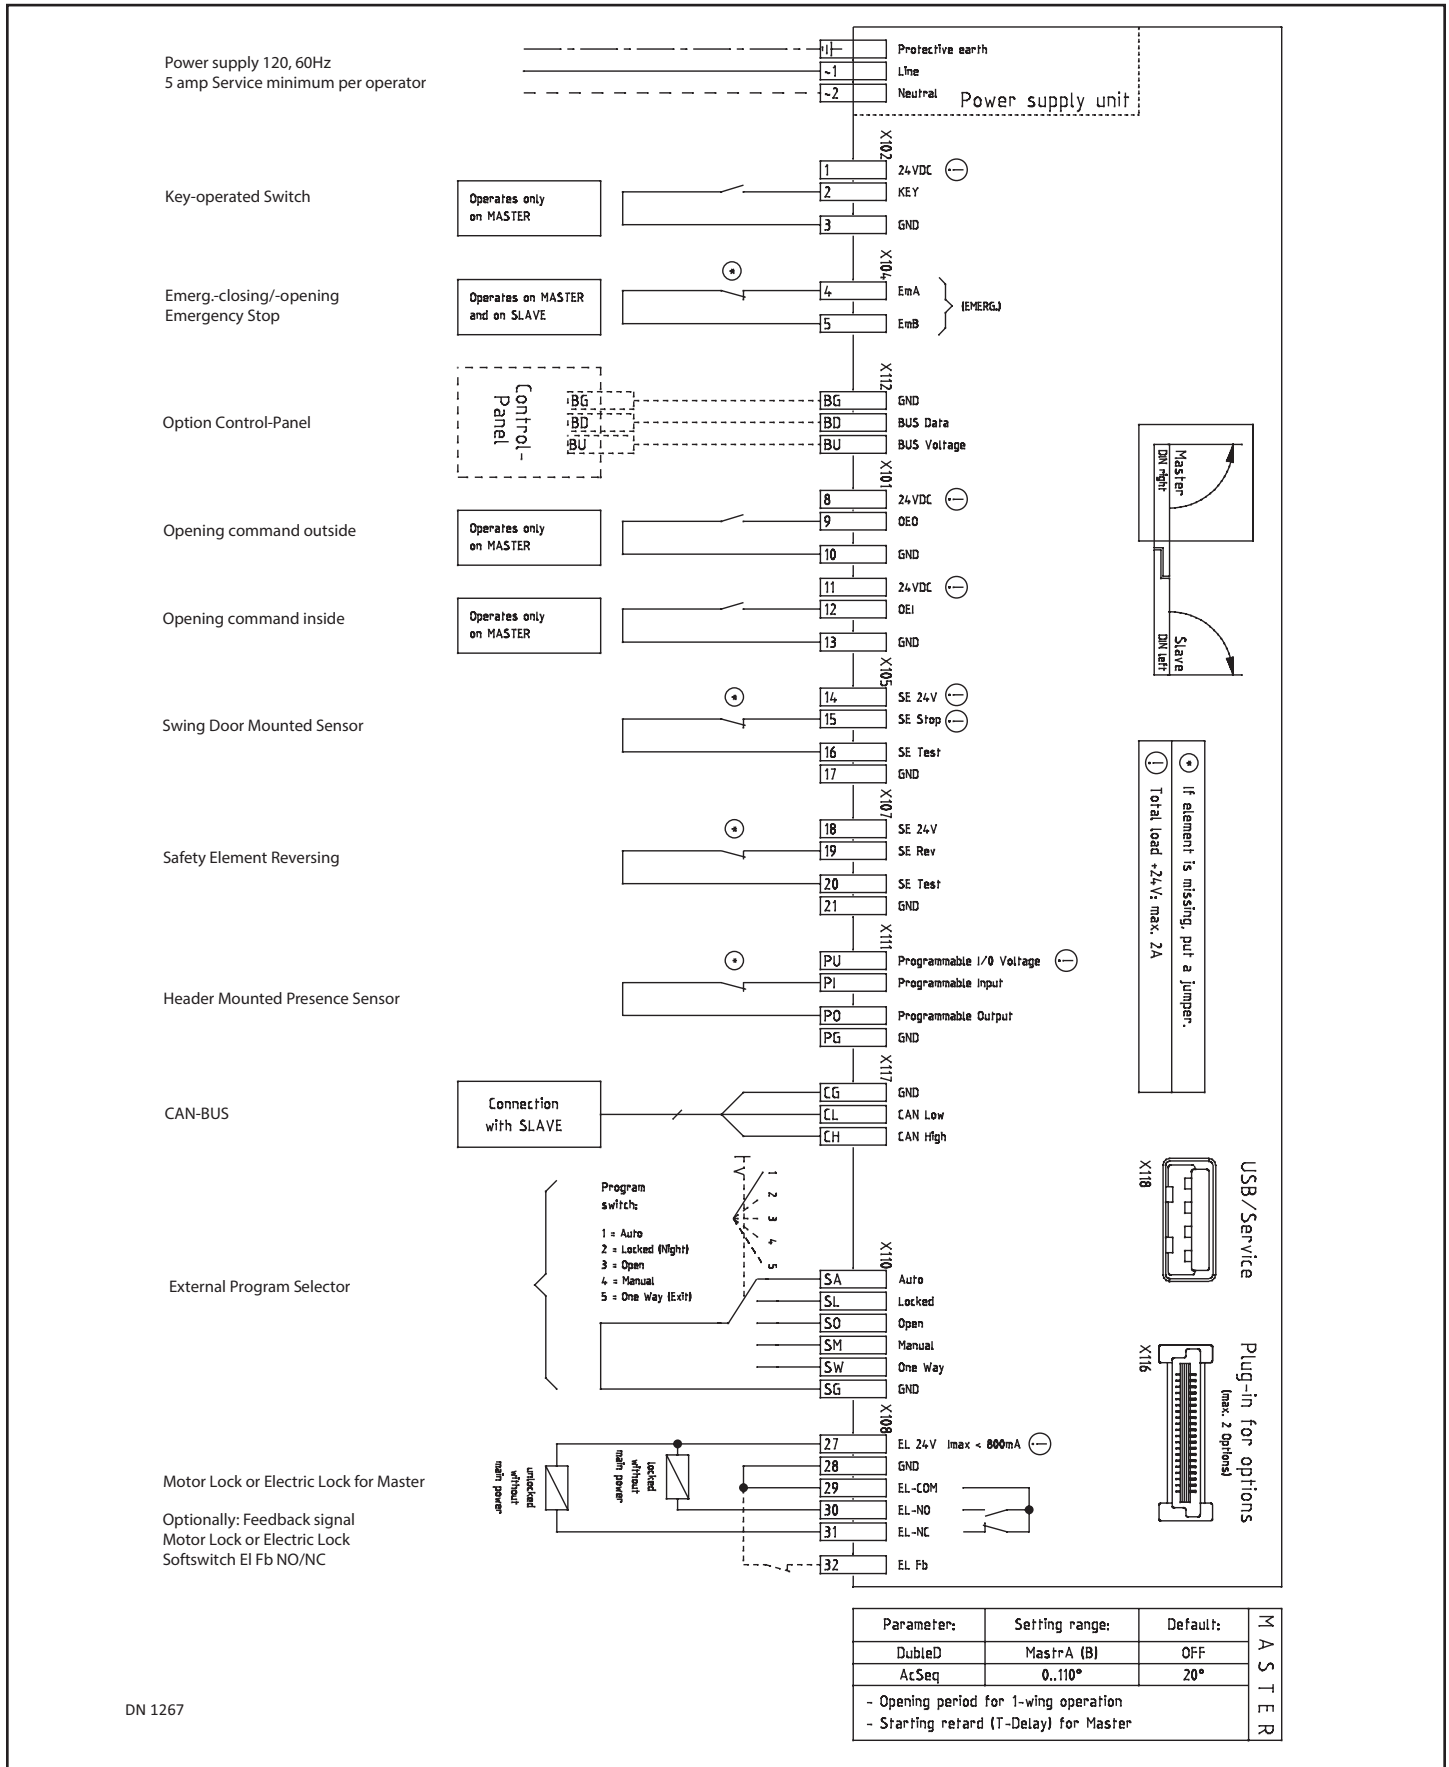 Power supply 120, 60Hz
5 amp Service minimum per operator
Protective earth
~1 Line
~2 Neutral
Power supply unit
X102
1 24VDC
Key-operated Switch
Operates only
on MASTER
2 KEY
3 GND
X104
Emerg.-closing/-opening
Emergency Stop
Operates on MASTER
and on SLAVE
*
4 EmA
5 EmB
(EMERG.)
X112
Option Control-Panel
Control-
Panel
BG BG GND
BD BD BUS Data
BU BU BUS Voltage
X101
8 24VDC
Opening command outside
Operates only
on MASTER
9 OEO
10 GND
11 24VDC
Opening command inside
Operates only
on MASTER
12 OEI
13 GND
Master
DIN right
Slave
DIN left
X105
Swing Door Mounted Sensor
*
14 SE 24V
15 SE Stop
16 SE Test
17 GND
X107
Safety Element Reversing
*
18 SE 24V
19 SE Rev
20 SE Test
21 GND
* If element is missing, put a jumper.
! Total load +24V: max. 2A
X111
Header Mounted Presence Sensor
*
PU Programmable I/O Voltage
PI Programmable Input
PO Programmable Output
PG GND
X117
CAN-BUS
Connection
with SLAVE
CG GND
CL CAN Low
CH CAN High
X118
USB/Service
External Program Selector
Program
switch:
1 = Auto
2 = Locked (Night)
3 = Open
4 = Manual
5 = One Way (Exit)
1
2
3
4
5
X110
SA Auto
SL Locked
SO Open
SM Manual
SW One Way
SG GND
X116
Plug-in for options
(max. 2 Options)
X108
Motor Lock or Electric Lock for Master
Optionally: Feedback signal
Motor Lock or Electric Lock
Softswitch El Fb NO/NC
unlocked
without
main power
locked
without
main power
27 EL 24V Imax < 800mA
28 GND
29 EL-COM
30 EL-NO
31 EL-NC
32 EL Fb
Parameter: Setting range: Default:
DubleD MastrA (B) OFF
AcSeq 0..110° 20°
- Opening period for 1-wing operation
- Starting retard (T-Delay) for Master
MASTER
DN 1267